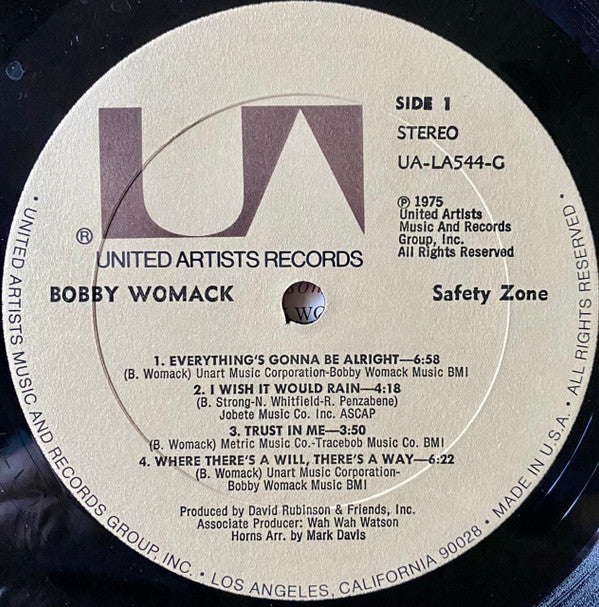 UA
SIDE 1
STEREO
UA-LA544-G
℗ 1975
United Artists
Music And Records
Group, Inc.
All Rights Reserved
®
UNITED ARTISTS RECORDS
BOBBY WOMACK
Safety Zone
1. EVERYTHING'S GONNA BE ALRIGHT—6:58
(B. Womack) Unart Music Corporation-Bobby Womack Music BMI
2. I WISH IT WOULD RAIN—4:18
(B. Strong-N. Whitfield-R. Penzabene)
Jobete Music Co. Inc. ASCAP
3. TRUST IN ME—3:50
(B. Womack) Metric Music Co.-Tracebob Music Co. BMI
4. WHERE THERE'S A WILL, THERE'S A WAY—6:22
(B. Womack) Unart Music Corporation-
Bobby Womack Music BMI
Produced by David Rubinson & Friends, Inc.
Associate Producer: Wah Wah Watson
Horns Arr. by Mark Davis
• UNITED ARTISTS MUSIC AND RECORDS GROUP, INC. • LOS ANGELES, CALIFORNIA 90028 • MADE IN U.S.A. • ALL RIGHTS RESERVED.